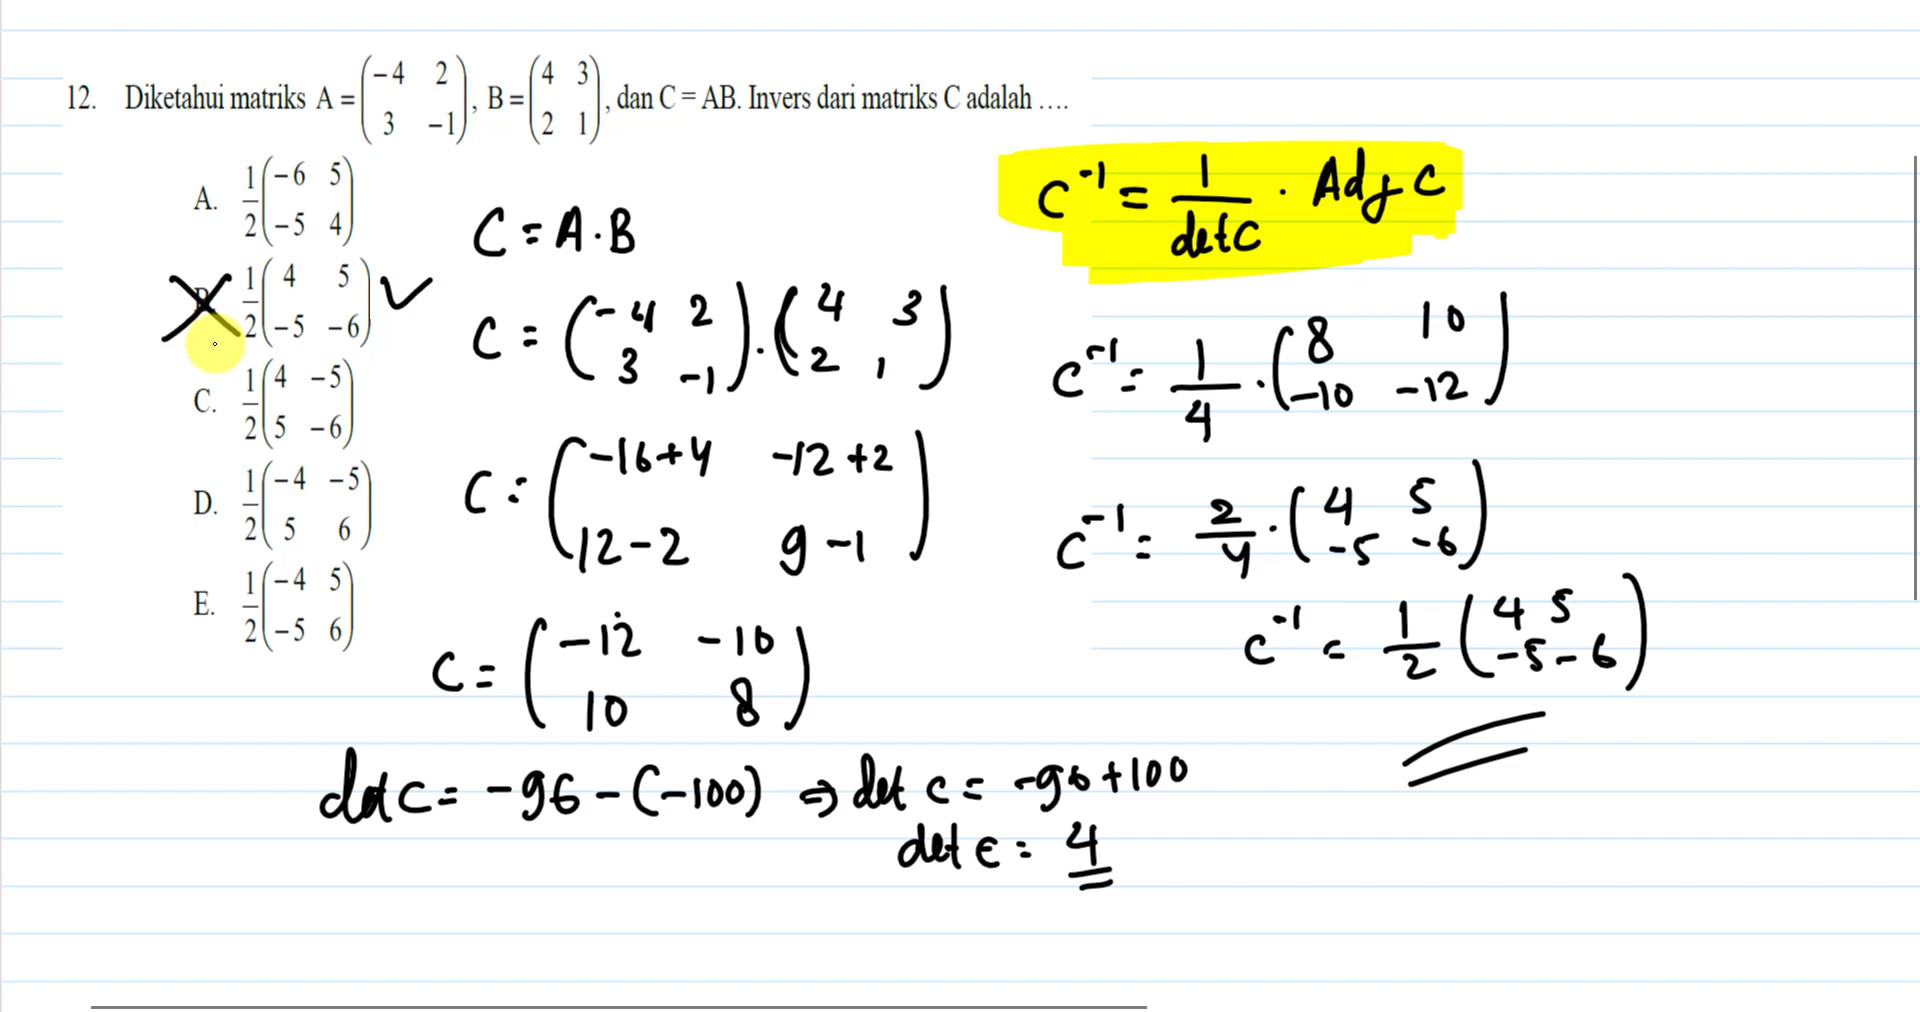 12. Diketahui matriks A = (-4 2 3 -1), B = (4 3 2 1), dan C = AB. Invers dari matriks C adalah ....
A. 1/2 (-6 5 -5 4)
1/2 (4 5 -5 -6) ✓
C. 1/2 (4 -5 5 -6)
D. 1/2 (-4 -5 5 6)
E. 1/2 (-4 5 -5 6)
C = A . B
C = (-4 2 3 -1) . (4 3 2 1)
C = (-16+4 -12+2 12-2 9-1)
C = (-12 -10 10 8)
det C = -96 - (-100) ⇒ det C = -96 + 100
det C = 4
C⁻¹ = 1/det C . Adj C
C⁻¹ = 1/4 . (8 10 -10 -12)
C⁻¹ = 2/4 . (4 5 -5 -6)
C⁻¹ = 1/2 (4 5 -5 -6)